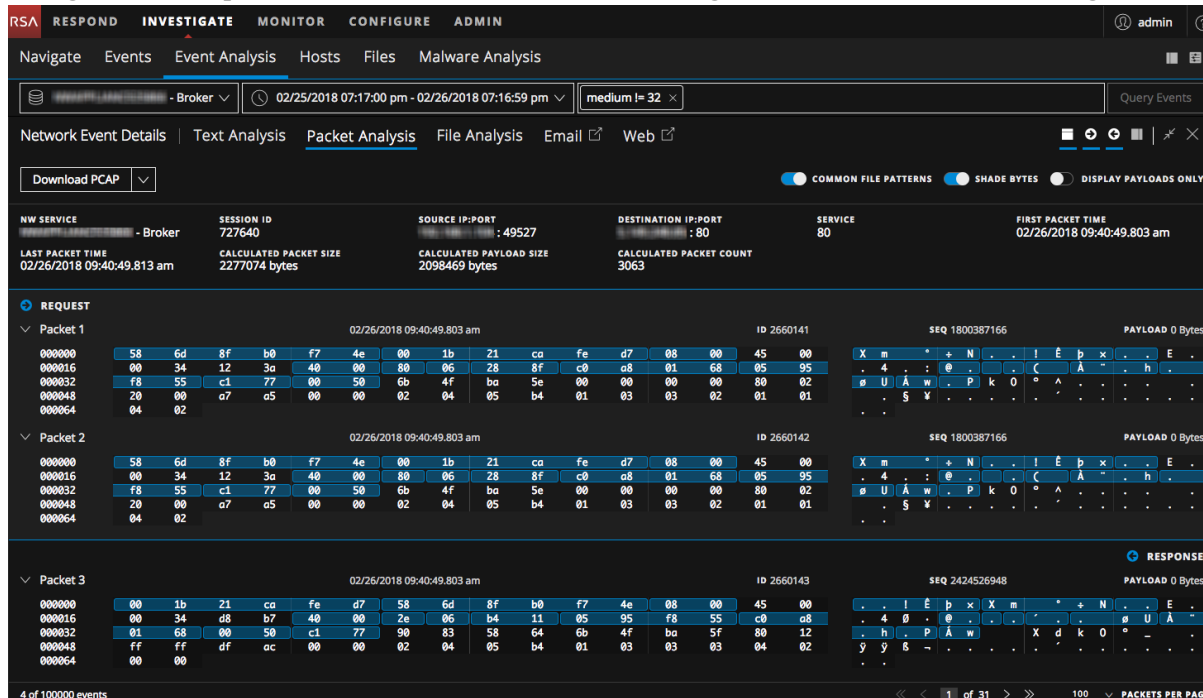 RSA RESPOND INVESTIGATE MONITOR CONFIGURE ADMIN admin
Navigate Events Event Analysis Hosts Files Malware Analysis
- Broker 02/25/2018 07:17:00 pm - 02/26/2018 07:16:59 pm medium != 32 × Query Events
Network Event Details Text Analysis Packet Analysis File Analysis Email Web
Download PCAP COMMON FILE PATTERNS SHADE BYTES DISPLAY PAYLOADS ONLY
NW SERVICE SESSION ID SOURCE IP:PORT DESTINATION IP:PORT SERVICE FIRST PACKET TIME
- Broker 727640 : 49527 : 80 80 02/26/2018 09:40:49.803 am
LAST PACKET TIME CALCULATED PACKET SIZE CALCULATED PAYLOAD SIZE CALCULATED PACKET COUNT
02/26/2018 09:40:49.813 am 2277074 bytes 2098469 bytes 3063
REQUEST
Packet 1 02/26/2018 09:40:49.803 am ID 2660141 SEQ 1800387166 PAYLOAD 0 Bytes
000000 58 6d 8f b0 f7 4e 00 1b 21 ca fe d7 08 00 45 00 X m ° ÷ N . . ! Ê þ × . . E .
000016 00 34 12 3a 40 00 80 06 28 8f c0 a8 01 68 05 95 . 4 . : @ . . ( À ¨ . h .
000032 f8 55 c1 77 00 50 6b 4f ba 5e 00 00 00 00 80 02 ø U Á w . P k O º ^ . . . . .
000048 20 00 a7 a5 00 00 02 04 05 b4 01 03 03 02 01 01 . § ¥ . . . . . ´ . . . . . .
000064 04 02 . .
Packet 2 02/26/2018 09:40:49.803 am ID 2660142 SEQ 1800387166 PAYLOAD 0 Bytes
000000 58 6d 8f b0 f7 4e 00 1b 21 ca fe d7 08 00 45 00 X m ° ÷ N . . ! Ê þ × . . E .
000016 00 34 12 3a 40 00 80 06 28 8f c0 a8 01 68 05 95 . 4 . : @ . . ( À ¨ . h .
000032 f8 55 c1 77 00 50 6b 4f ba 5e 00 00 00 00 80 02 ø U Á w . P k O º ^ . . . . .
000048 20 00 a7 a5 00 00 02 04 05 b4 01 03 03 02 01 01 . § ¥ . . . . . ´ . . . . . .
000064 04 02 . .
RESPONSE
Packet 3 02/26/2018 09:40:49.803 am ID 2660143 SEQ 2424526948 PAYLOAD 0 Bytes
000000 00 1b 21 ca fe d7 58 6d 8f b0 f7 4e 08 00 45 00 . . ! Ê þ × X m ° ÷ N . . E .
000016 00 34 d8 b7 40 00 2e 06 b4 11 05 95 f8 55 c0 a8 . 4 Ø · @ . . . ´ . . ø U À ¨
000032 01 68 00 50 c1 77 90 83 58 64 6b 4f ba 5f 80 12 . h . P Á w X d k O º _ .
000048 ff ff df ac 00 00 02 04 05 b4 01 03 03 03 04 02 ÿ ÿ ß ¬ . . . . . ´ . . . . . .
000064 00 00 . .
4 of 100000 events 1 of 31 100 PACKETS PER PAG